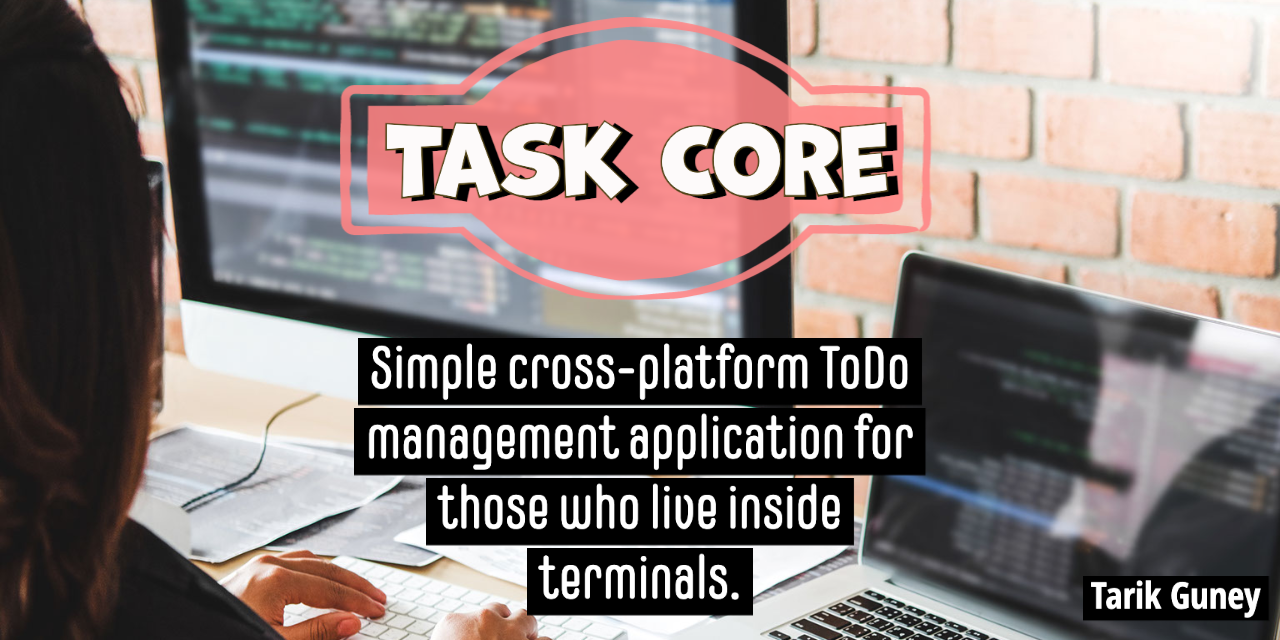 TASK CORE
Simple cross-platform ToDo
management application for
those who live inside
terminals.
Tarik Guney